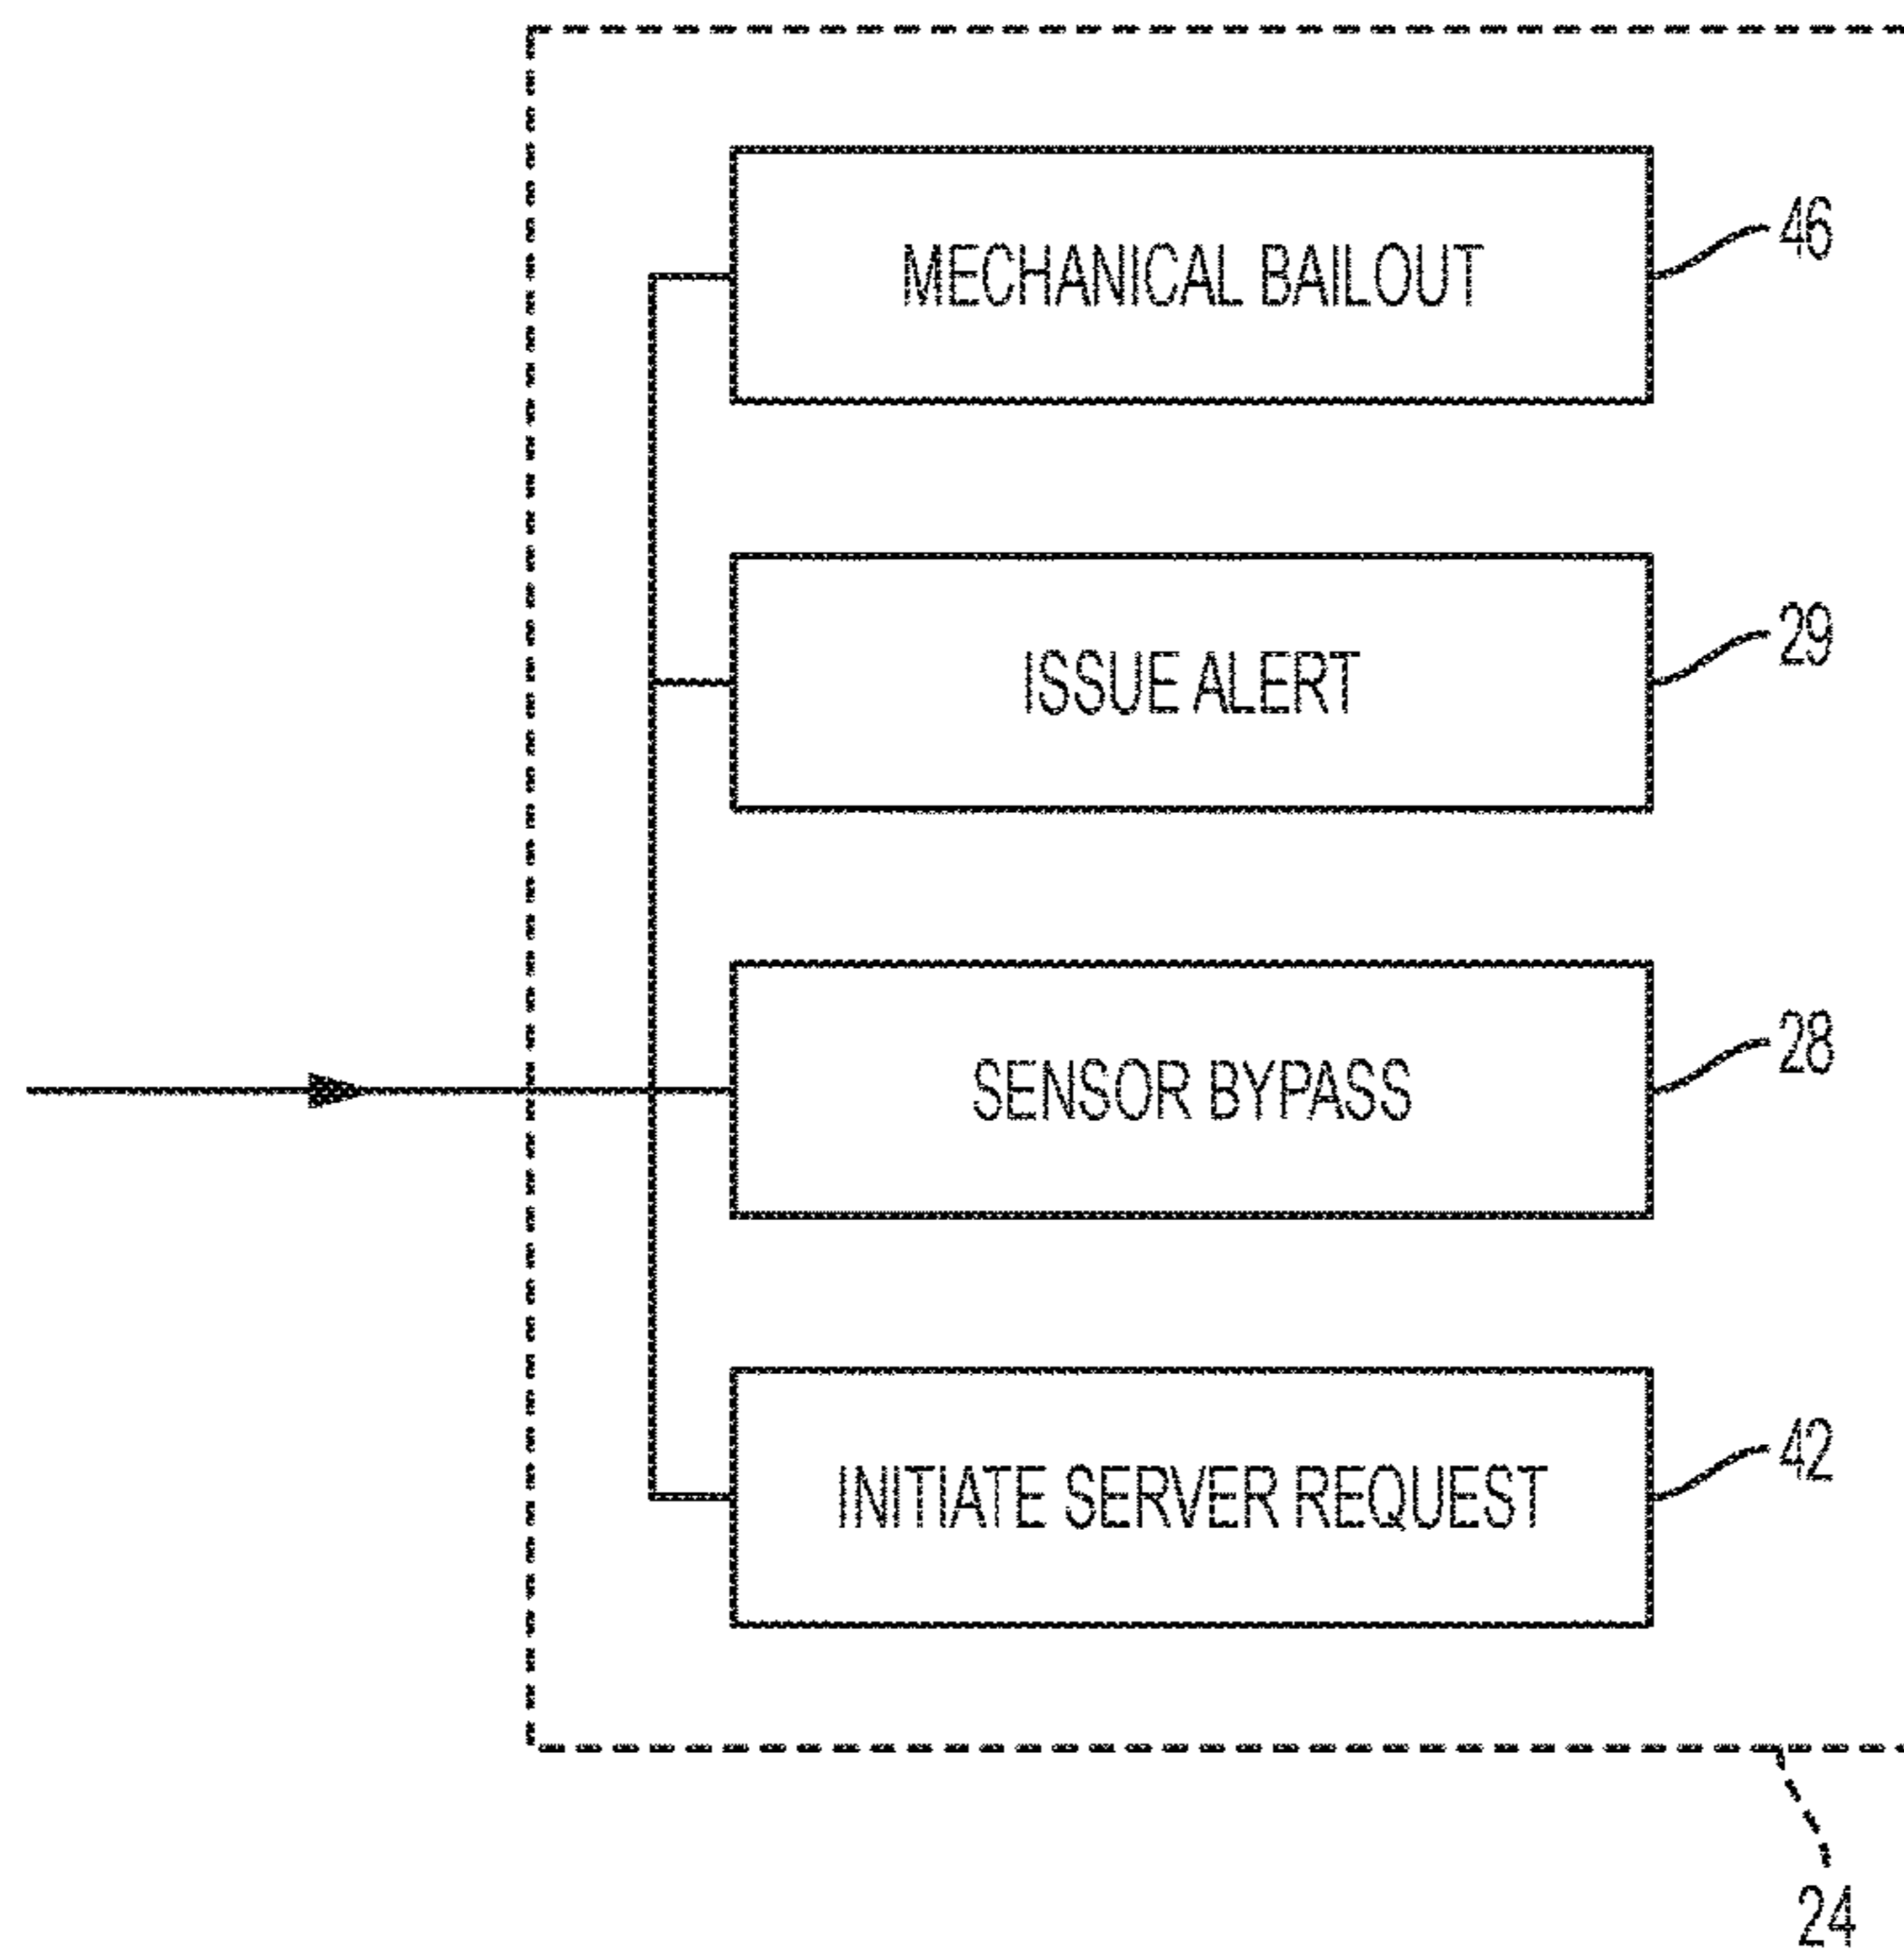 MECHANICAL BAILOUT
46
ISSUE ALERT
29
SENSOR BYPASS
28
INITIATE SERVER REQUEST
42
24